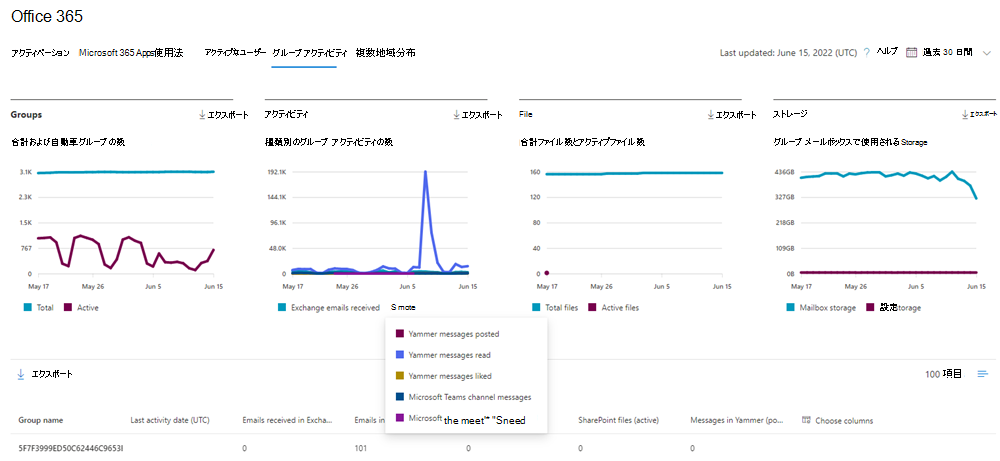 Office 365
アクティベーション Microsoft 365 Apps使用法 アクティブなユーザー グループ アクティビティ 複数地域分布 Last updated: June 15, 2022 (UTC) ? ヘルプ 過去 30 日間
Groups エクスポート
合計および自動車グループ の数
3.1K
2.3K
1.5K
767
0
May 17 May 26 Jun 5 Jun 15
Total Active
アクティビティ エクスポート
種類別のグループ アクティビティの数
192.1K
144.1K
96.1K
48.0K
0
May 17 May 26 Jun 5 Jun 15
Exchange emails received S mote
Yammer messages posted
Yammer messages read
Yammer messages liked
Microsoft Teams channel messages
Microsoft the meet'* "Sneed
File エクスポート
合計ファイル数とアクティブファイル数
160
120
80
40
0
May 17 May 26 Jun 5 Jun 15
Total files Active files
ストレージ エクスポート
グループ メールボックスで使用される Storage
436GB
327GB
218GB
109GB
0B
May 17 May 26 Jun 5 Jun 15
Mailbox storage 設定storage
エクスポート 100 項目
Group name Last activity date (UTC) Emails received in Excha... Emails in SharePoint files (active) Messages in Yammer (po... Choose columns
5F7F3999ED50C62446C9653I 0 101 0 0 0